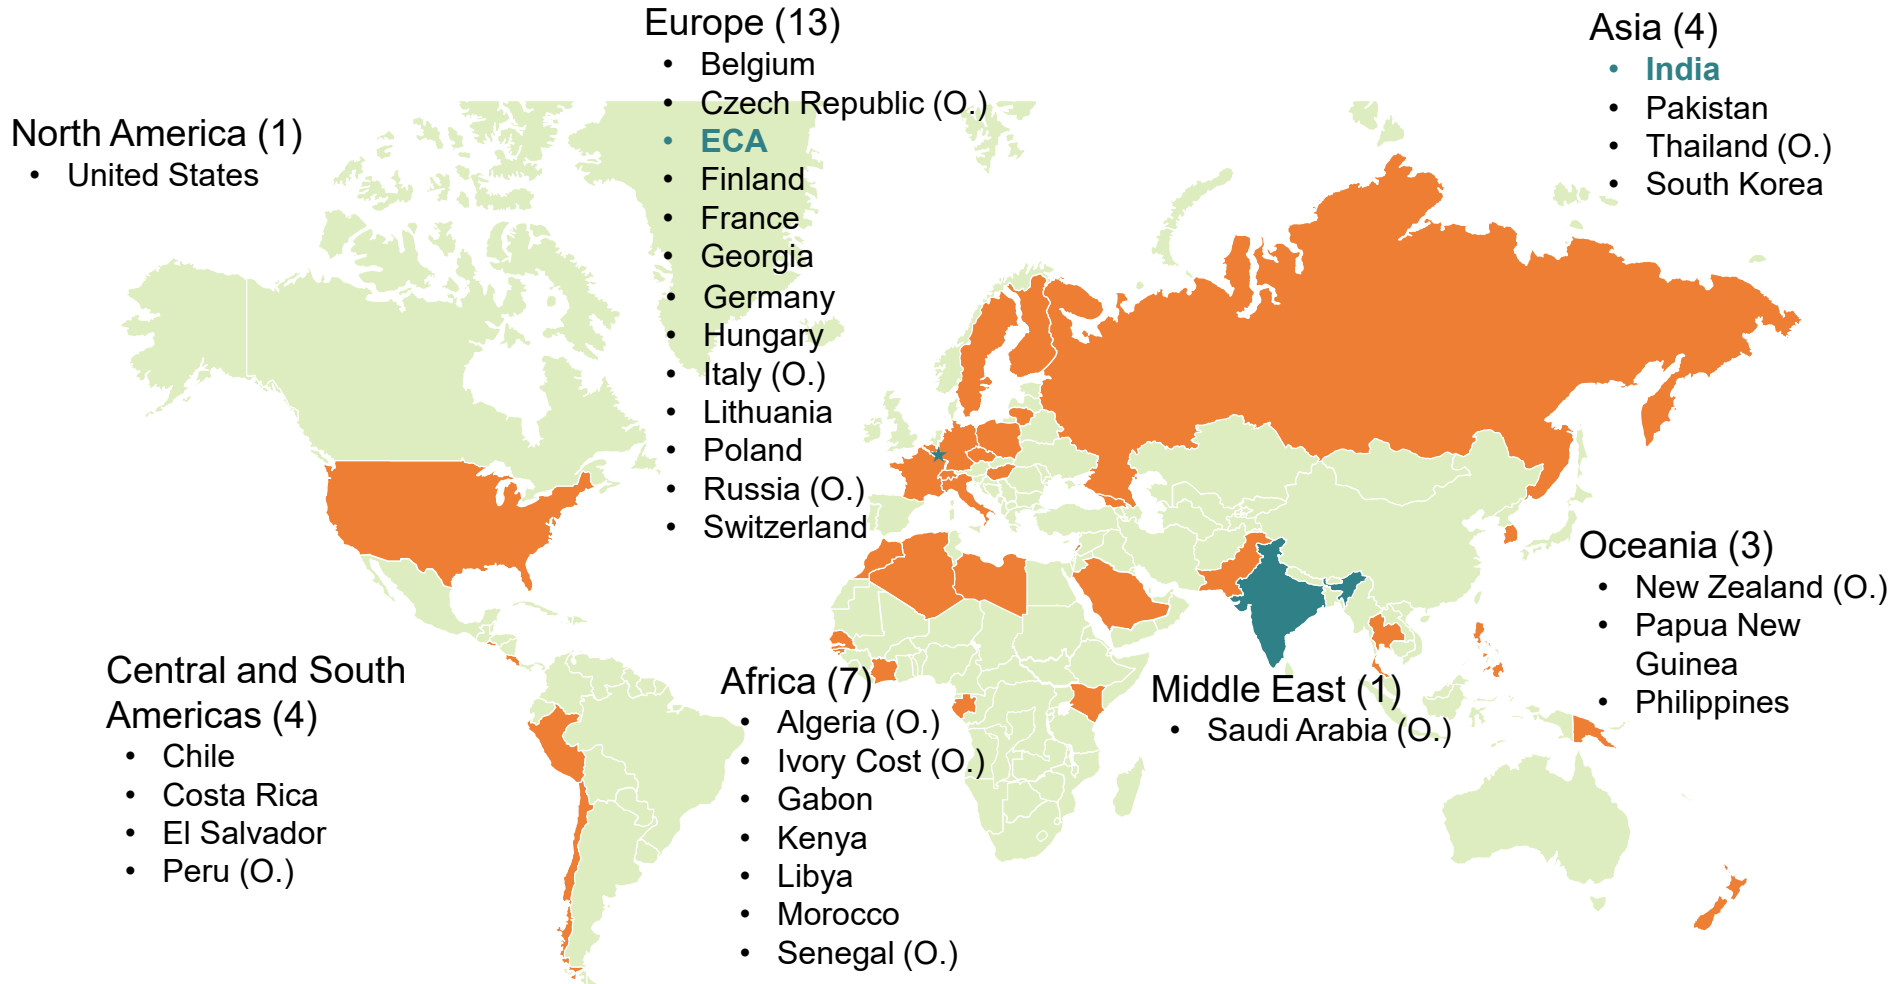 North America (1)
• United States
Europe (13)
• Belgium
• Czech Republic (O.)
• ECA
• Finland
• France
• Georgia
• Germany
• Hungary
• Italy (O.)
• Lithuania
• Poland
• Russia (O.)
• Switzerland
Asia (4)
• India
• Pakistan
• Thailand (O.)
• South Korea
Oceania (3)
• New Zealand (O.)
• Papua New
Guinea
• Philippines
Central and South
Americas (4)
• Chile
• Costa Rica
• El Salvador
• Peru (O.)
Africa (7)
• Algeria (O.)
• Ivory Cost (O.)
• Gabon
• Kenya
• Libya
• Morocco
• Senegal (O.)
Middle East (1)
• Saudi Arabia (O.)